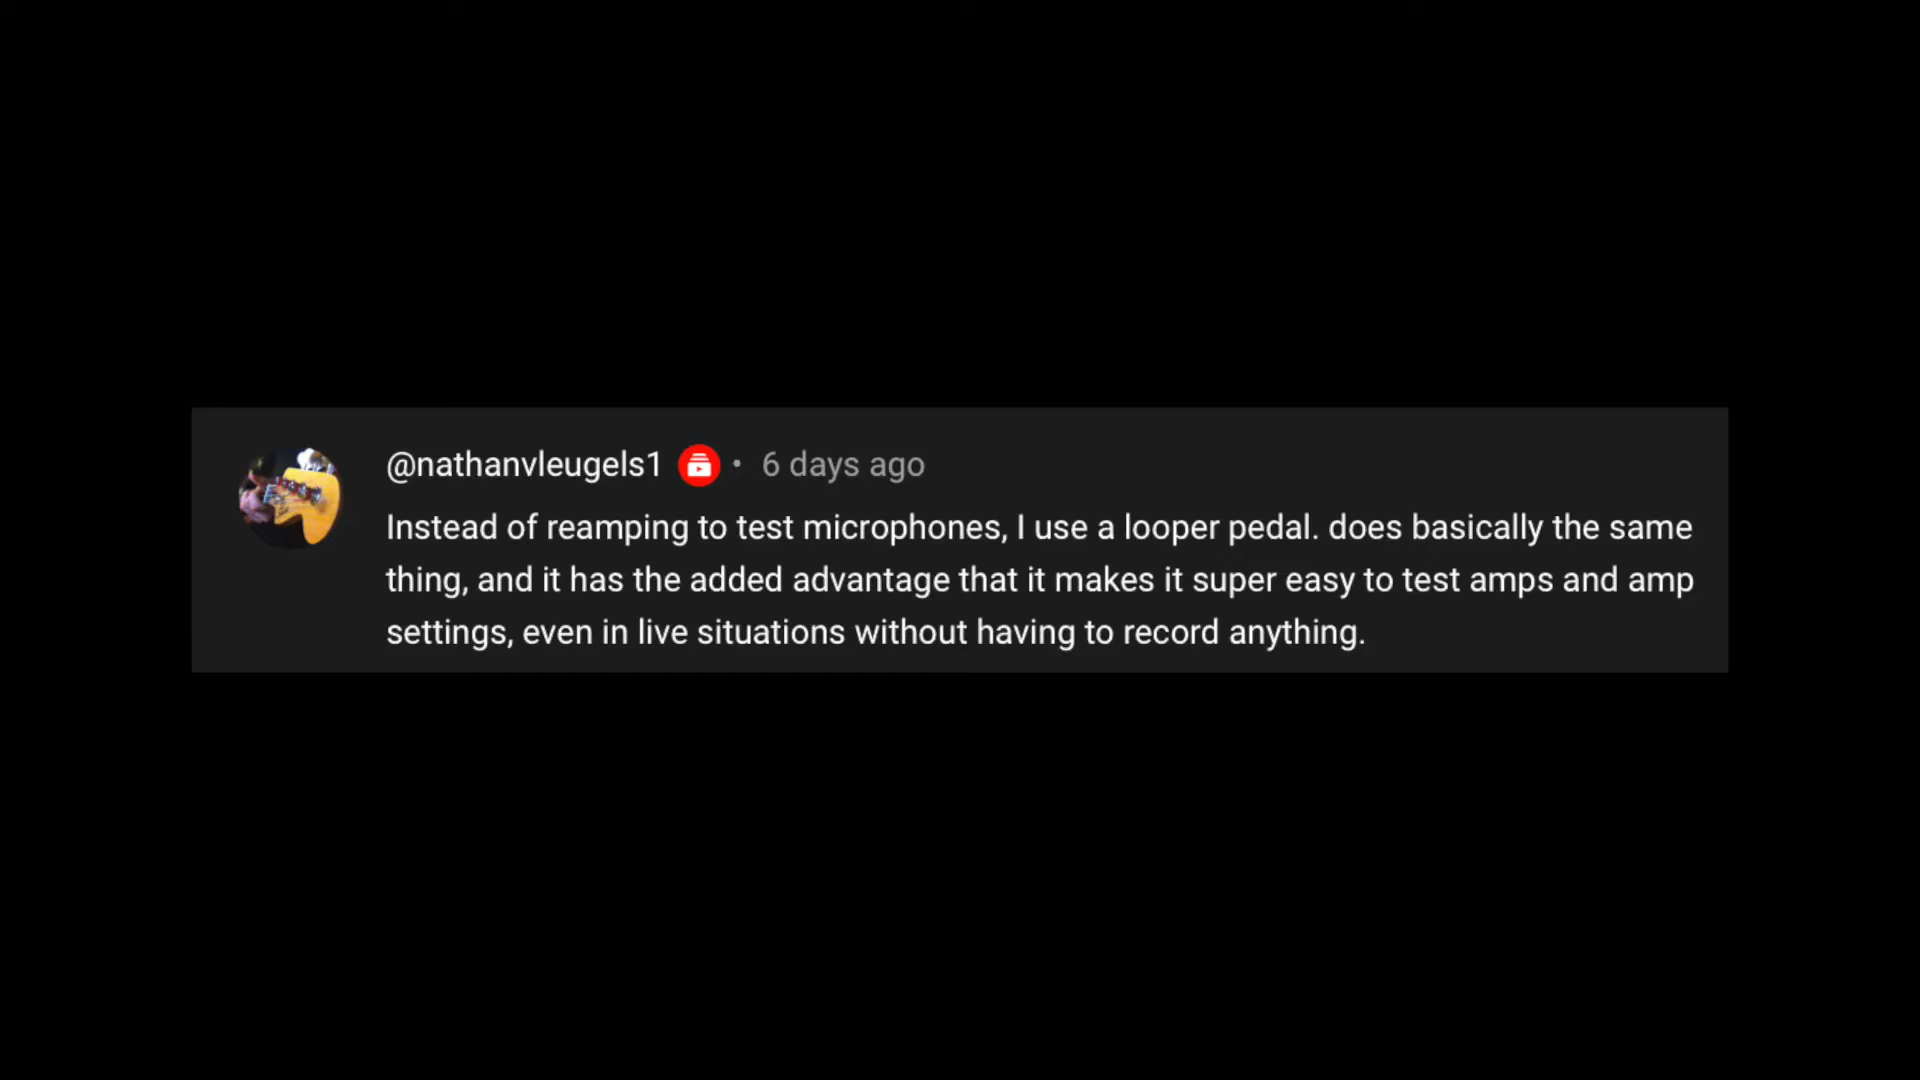 @nathanvleugels1 • 6 days ago
Instead of reamping to test microphones, I use a looper pedal. does basically the same
thing, and it has the added advantage that it makes it super easy to test amps and amp
settings, even in live situations without having to record anything.